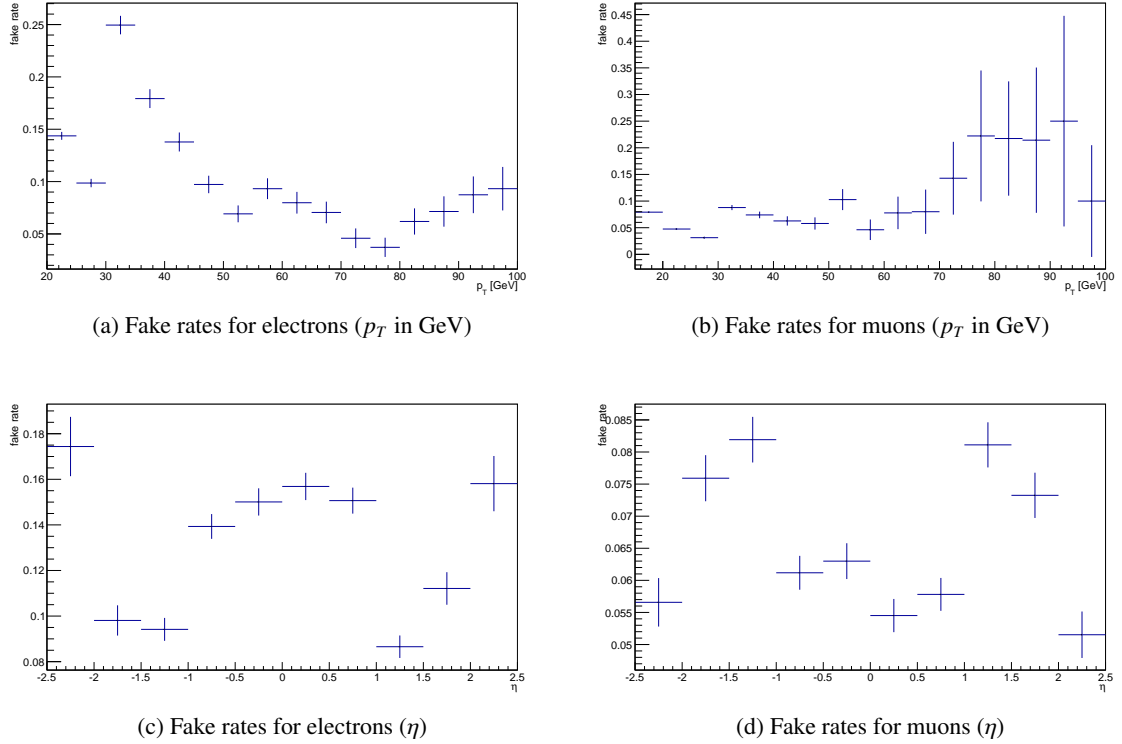 fake rate
0.25
0.2
0.15
0.1
0.05
20 30 40 50 60 70 80 90 100
p_T [GeV]
(a) Fake rates for electrons (p_T in GeV)
fake rate
0.45
0.4
0.35
0.3
0.25
0.2
0.15
0.1
0.05
0
20 30 40 50 60 70 80 90 100
p_T [GeV]
(b) Fake rates for muons (p_T in GeV)
fake rate
0.18
0.16
0.14
0.12
0.1
0.08
-2.5 -2 -1.5 -1 -0.5 0 0.5 1 1.5 2 2.5
η
(c) Fake rates for electrons (η)
fake rate
0.085
0.08
0.075
0.07
0.065
0.06
0.055
0.05
-2.5 -2 -1.5 -1 -0.5 0 0.5 1 1.5 2 2.5
η
(d) Fake rates for muons (η)